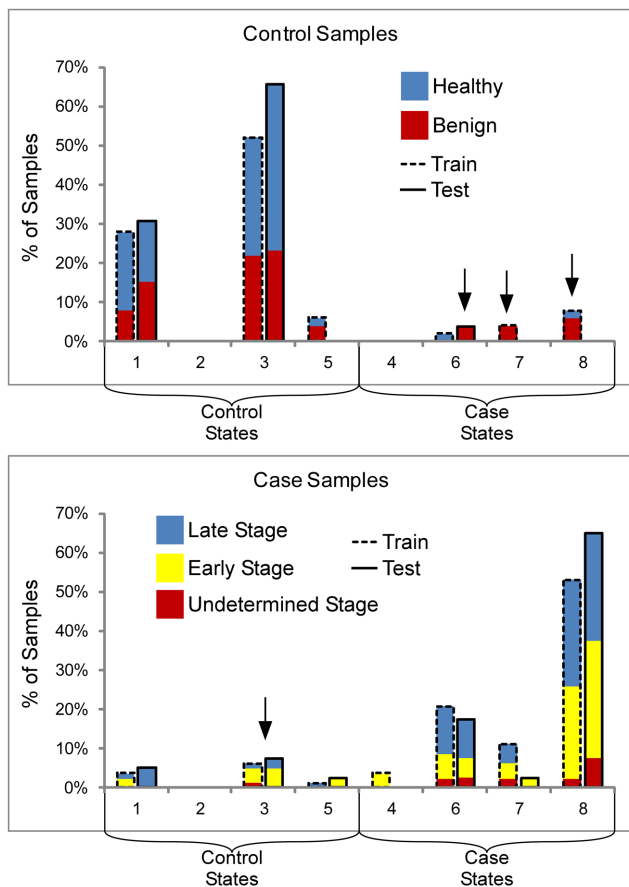 Control Samples
% of Samples
70%
60%
50%
40%
30%
20%
10%
0%
Healthy
Benign
Train
Test
1 2 3 5 4 6 7 8
Control
States
Case
States
Case Samples
% of Samples
70%
60%
50%
40%
30%
20%
10%
0%
Late Stage
Early Stage
Undetermined Stage
Train
Test
1 2 3 5 4 6 7 8
Control
States
Case
States